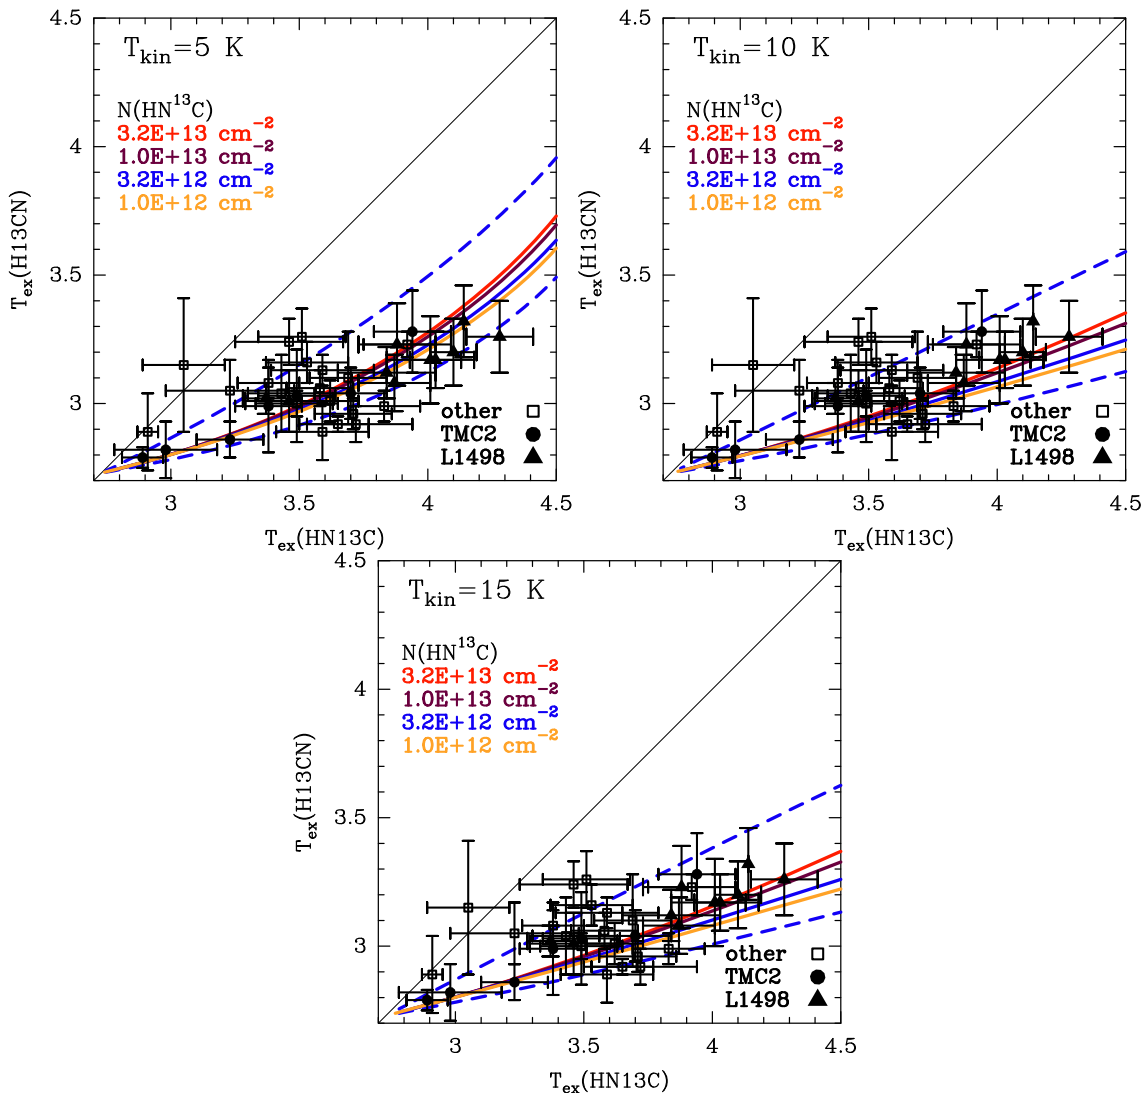 T_kin=5 K
N(HN^13C)
3.2E+13 cm^-2
1.0E+13 cm^-2
3.2E+12 cm^-2
1.0E+12 cm^-2
other
TMC2
L1498
4.5
4
3.5
3
3
3.5
4
4.5
T_ex(H13CN)
T_ex(HN13C)
T_kin=10 K
N(HN^13C)
3.2E+13 cm^-2
1.0E+13 cm^-2
3.2E+12 cm^-2
1.0E+12 cm^-2
other
TMC2
L1498
4.5
4
3.5
3
3
3.5
4
4.5
T_ex(H13CN)
T_ex(HN13C)
T_kin=15 K
N(HN^13C)
3.2E+13 cm^-2
1.0E+13 cm^-2
3.2E+12 cm^-2
1.0E+12 cm^-2
other
TMC2
L1498
4.5
4
3.5
3
3
3.5
4
4.5
T_ex(H13CN)
T_ex(HN13C)